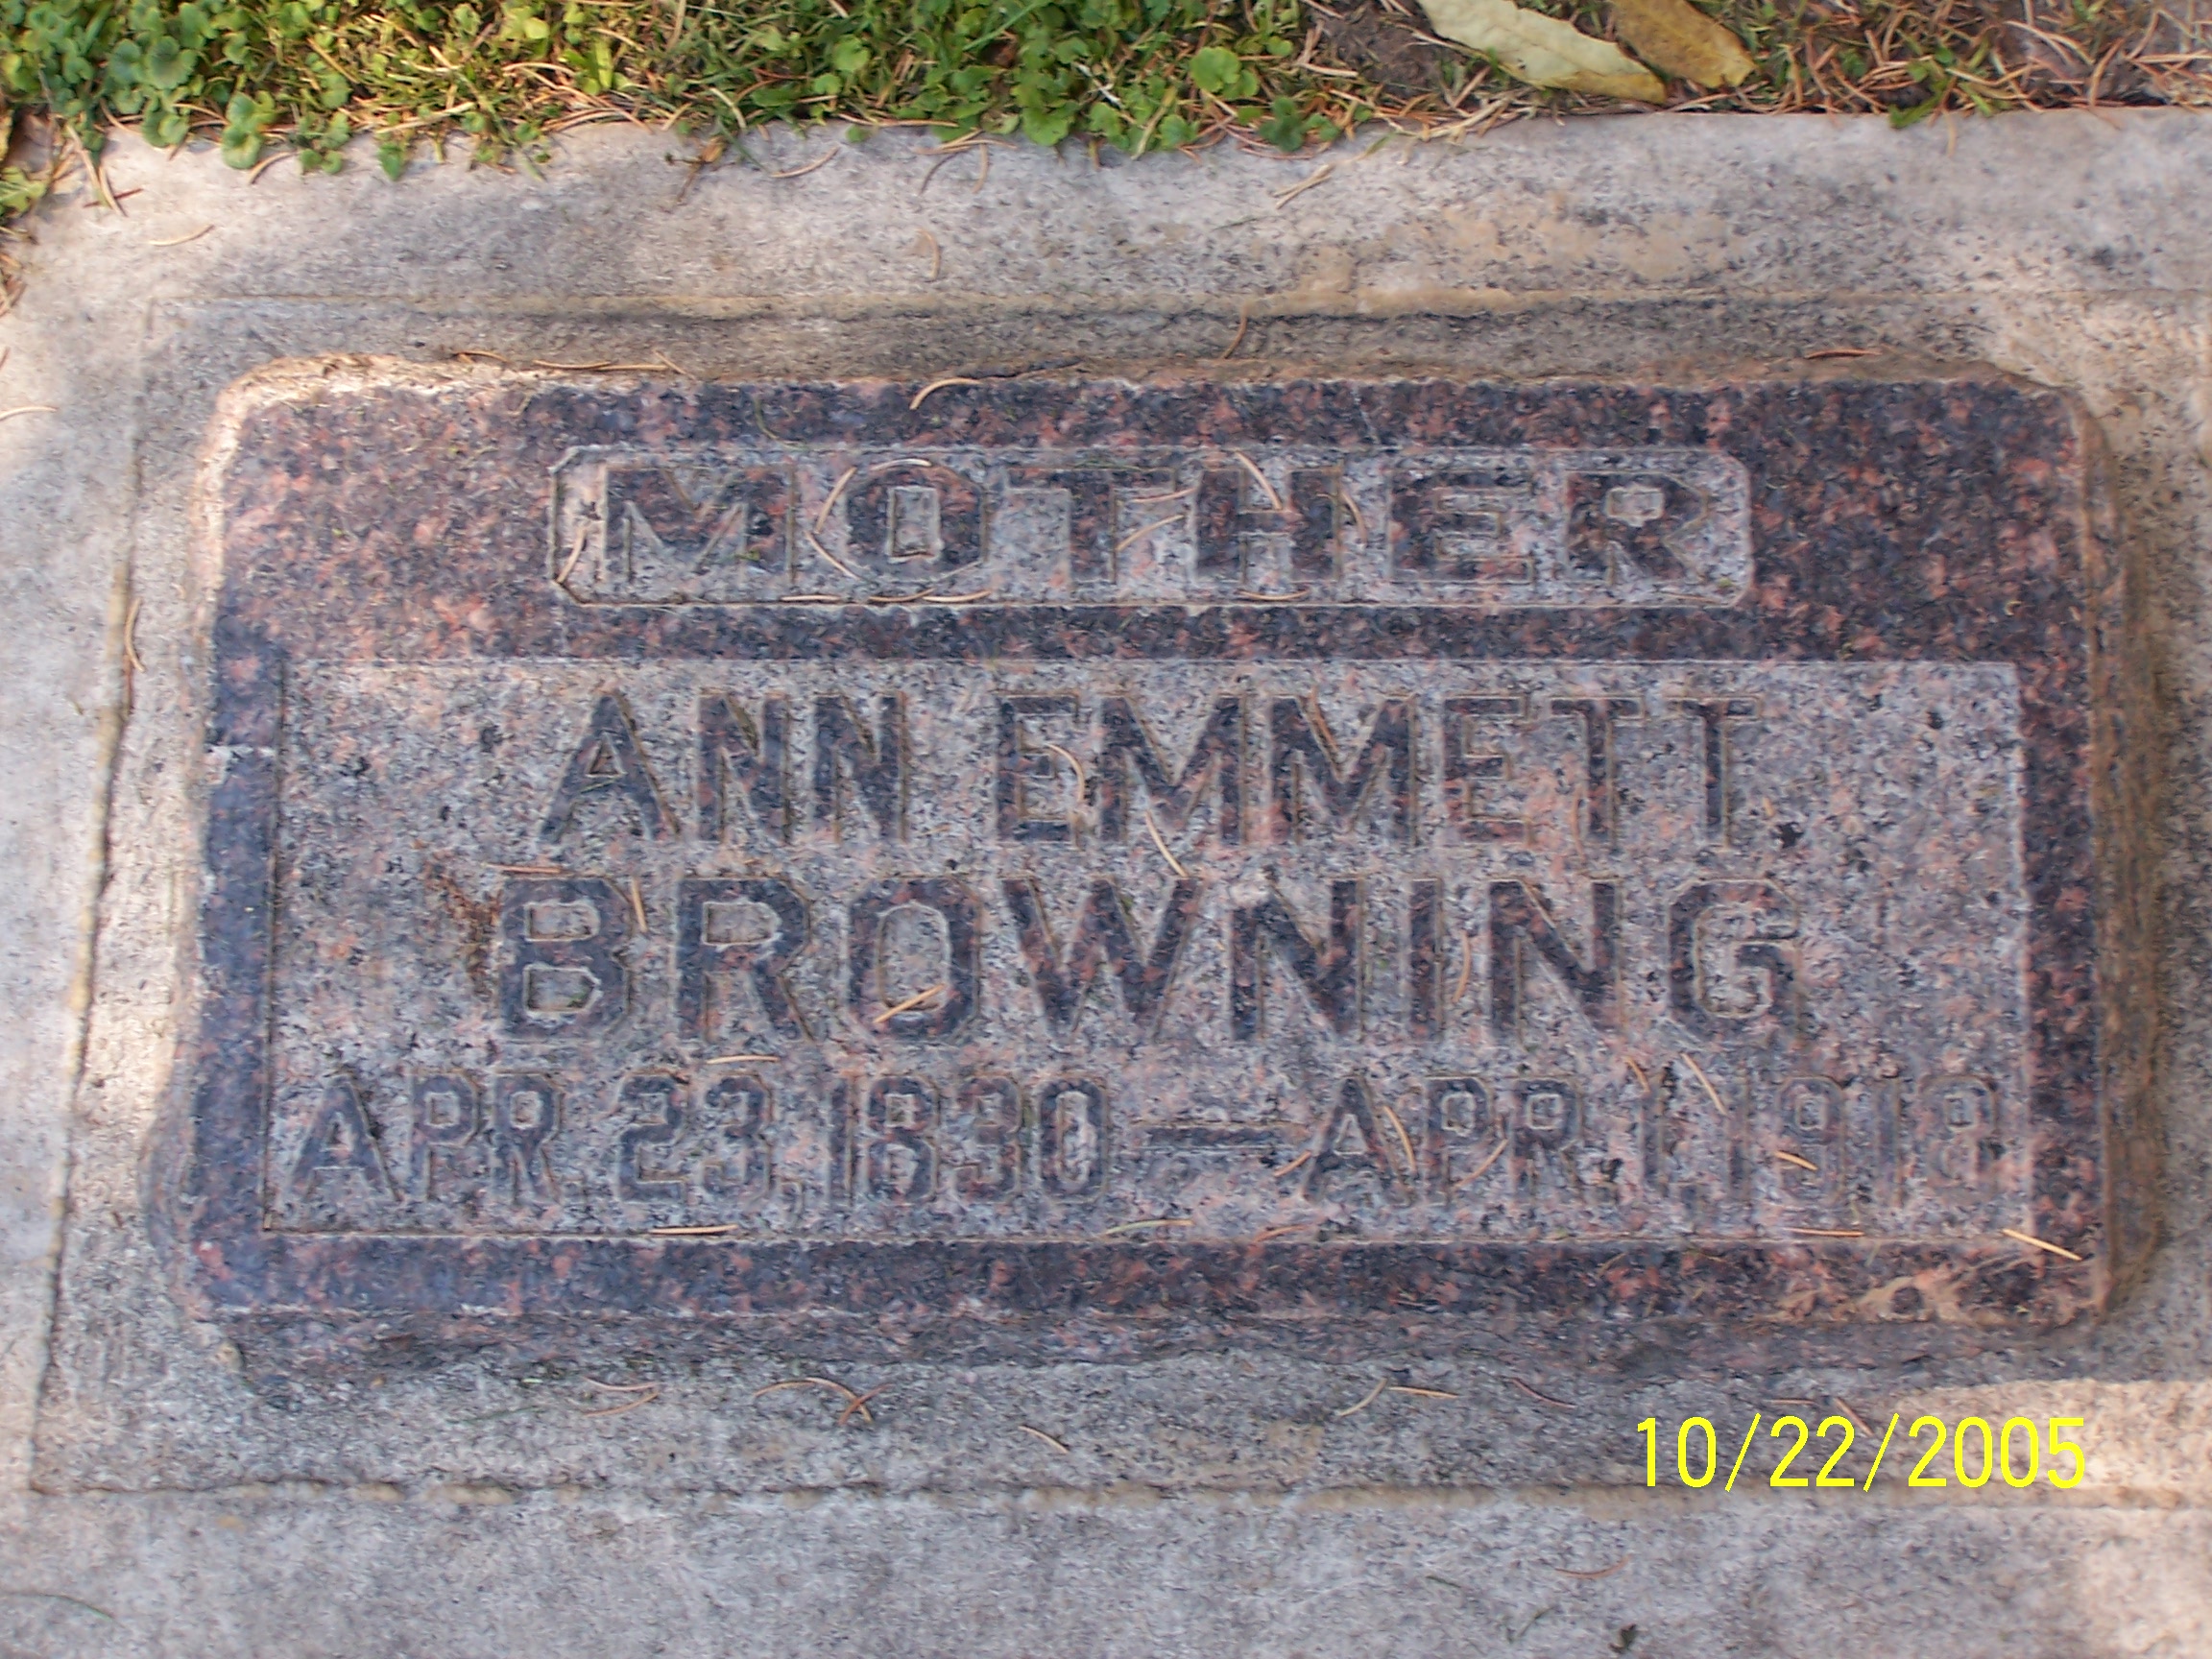 MOTHER
ANN EMMETT
BROWNING
APR. 23, 1830 — APR. 1, 1918
10/22/2005